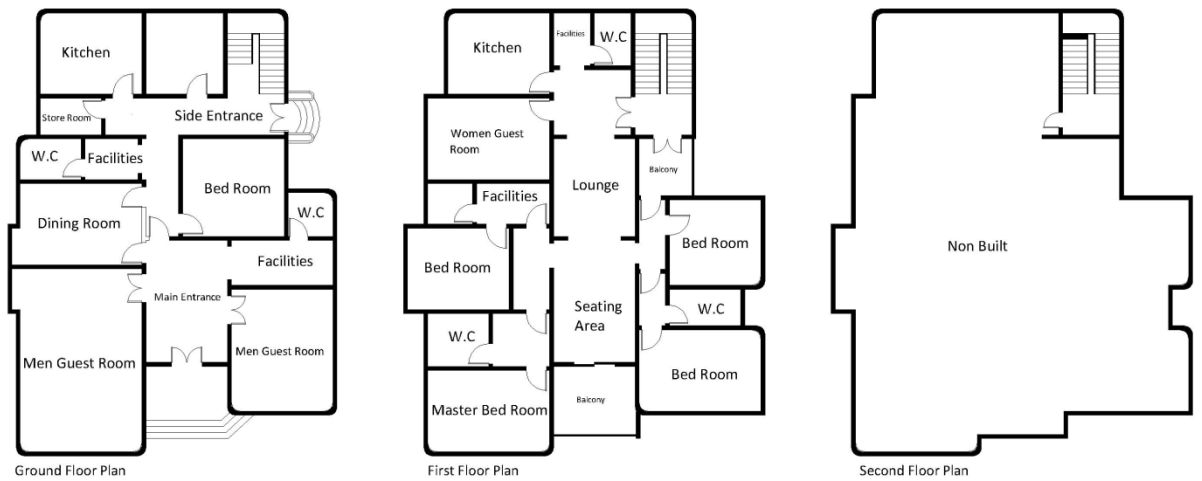 Kitchen
Store Room
Side Entrance
W.C
Facilities
Bed Room
Dining Room
W.C
Facilities
Main Entrance
Men Guest Room
Men Guest Room
Ground Floor Plan
Kitchen
Facilities
W.C
Women Guest
Room
Balcony
Facilities
Lounge
Bed Room
Bed Room
Seating
Area
W.C
W.C
Master Bed Room
Balcony
Bed Room
First Floor Plan
Non Built
Second Floor Plan